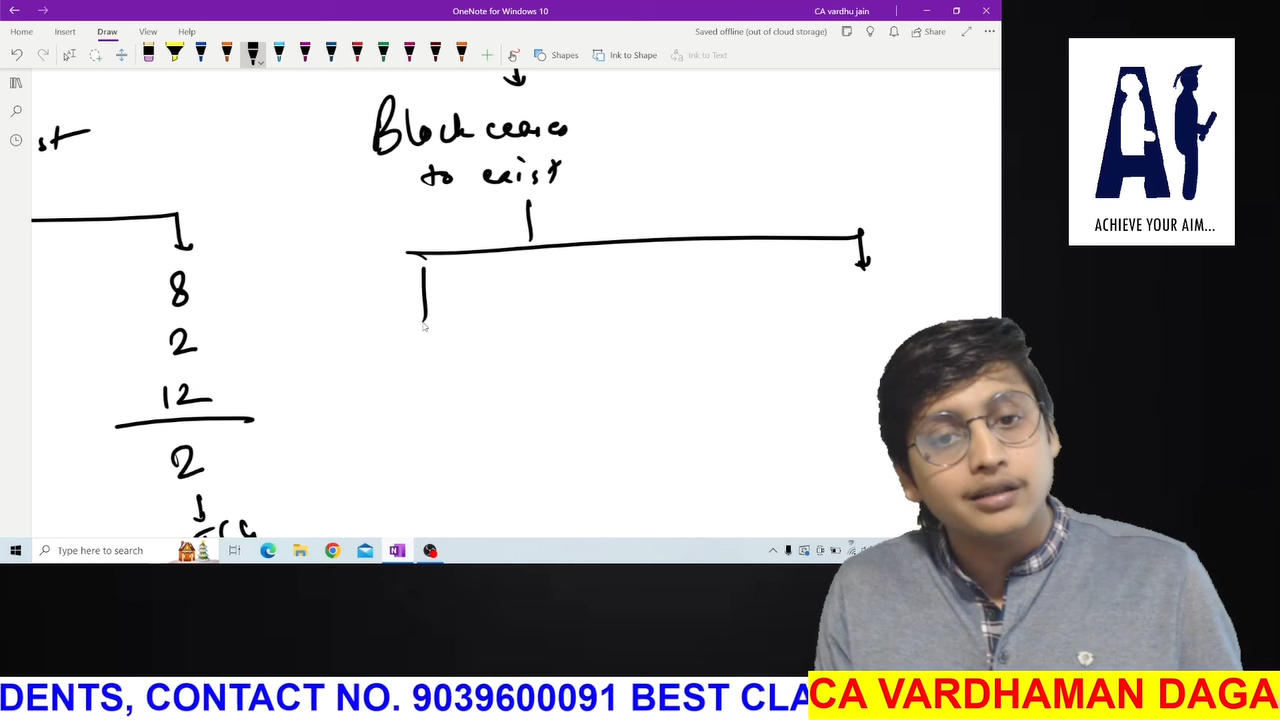 OneNote for Windows 10
CA vardhu jain
Home
Insert
Draw
View
Help
Saved offline (out of cloud storage)
Share
Shapes
Ink to Shape
Ink to Text
st
Block ceases
to exist
8
2
12
2
AI
ACHIEVE YOUR AIM...
Type here to search
DENTS, CONTACT NO. 9039600091 BEST CLA
CA VARDHAMAN DAGA